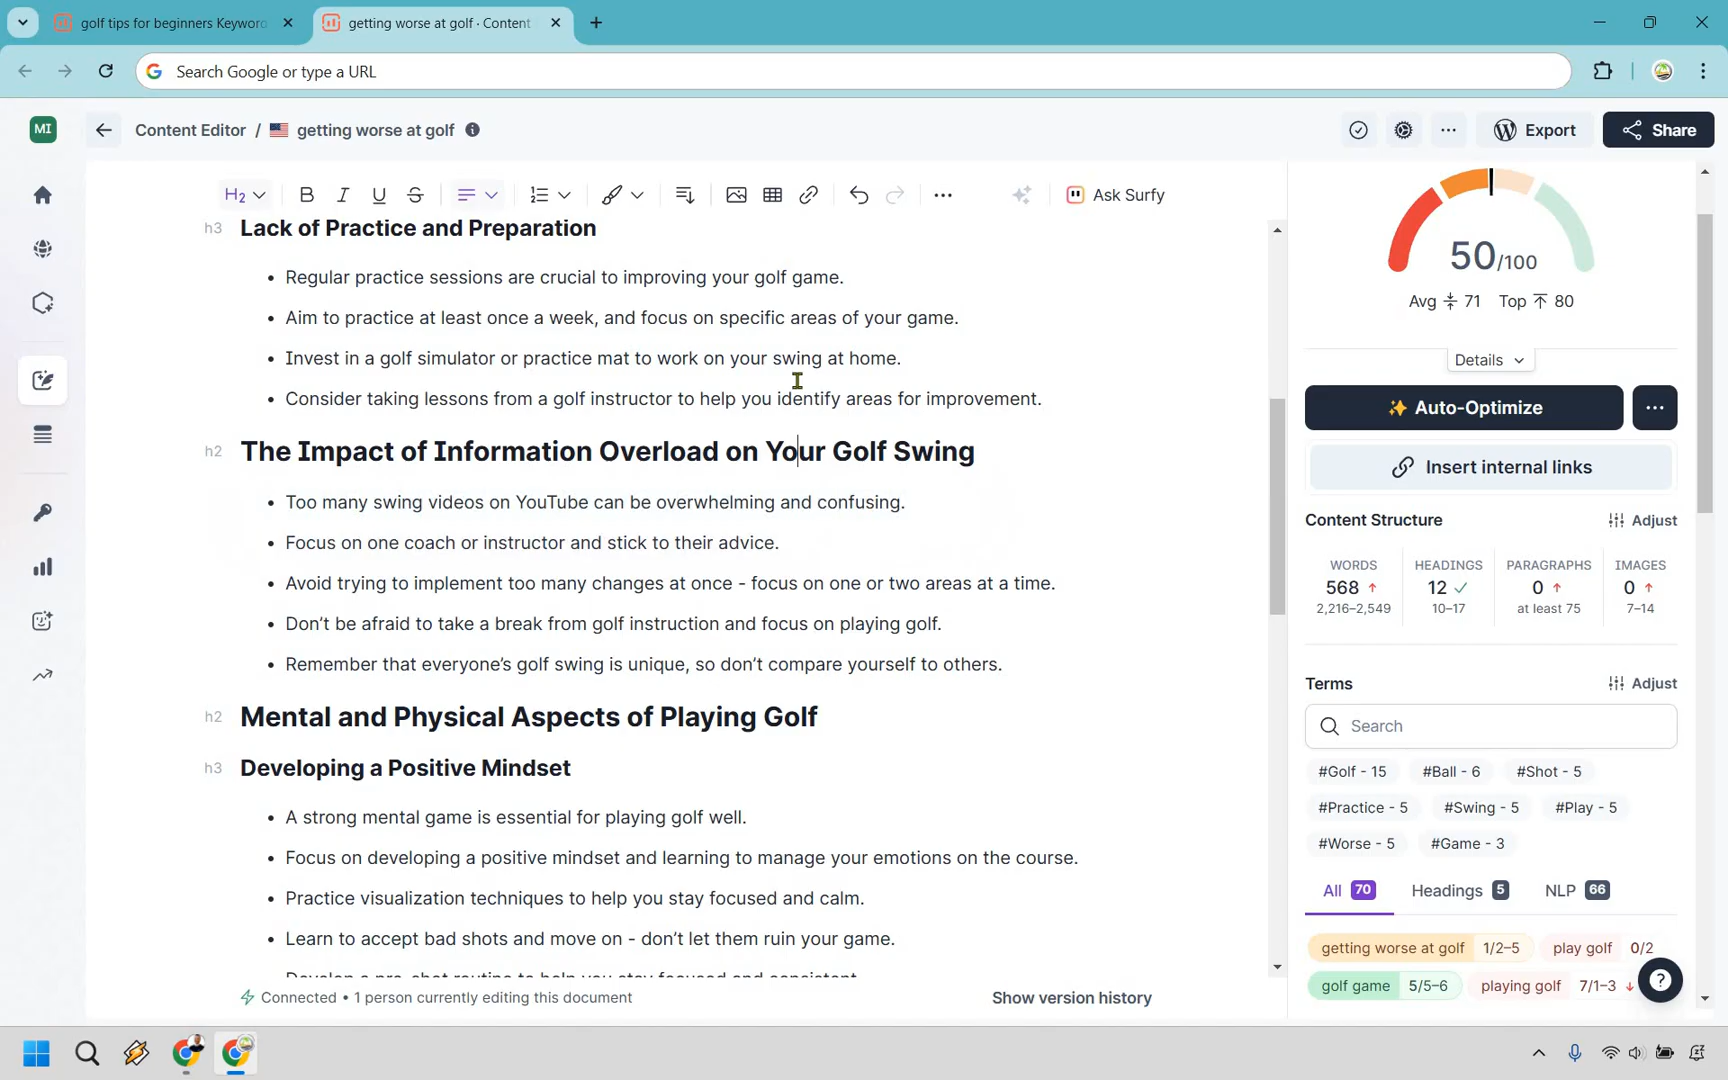 golf tips for beginners Keyword
getting worse at golf · Content
Search Google or type a URL
MI
Content Editor / getting worse at golf
Export
Share
H2
B I U S
Ask Surfy
h3 Lack of Practice and Preparation
• Regular practice sessions are crucial to improving your golf game.
• Aim to practice at least once a week, and focus on specific areas of your game.
• Invest in a golf simulator or practice mat to work on your swing at home.
• Consider taking lessons from a golf instructor to help you identify areas for improvement.
h2 The Impact of Information Overload on Your Golf Swing
• Too many swing videos on YouTube can be overwhelming and confusing.
• Focus on one coach or instructor and stick to their advice.
• Avoid trying to implement too many changes at once - focus on one or two areas at a time.
• Don’t be afraid to take a break from golf instruction and focus on playing golf.
• Remember that everyone’s golf swing is unique, so don’t compare yourself to others.
h2 Mental and Physical Aspects of Playing Golf
h3 Developing a Positive Mindset
• A strong mental game is essential for playing golf well.
• Focus on developing a positive mindset and learning to manage your emotions on the course.
• Practice visualization techniques to help you stay focused and calm.
• Learn to accept bad shots and move on - don’t let them ruin your game.
• Develop a pre-shot routine to help you stay focused and consistent.
Connected • 1 person currently editing this document
Show version history
50/100
Avg 71 Top 80
Details
Auto-Optimize
Insert internal links
Content Structure Adjust
WORDS HEADINGS PARAGRAPHS IMAGES
568 ↑ 12 ✓ 0 ↑ 0 ↑
2,216–2,549 10–17 at least 75 7–14
Terms Adjust
Search
#Golf - 15 #Ball - 6 #Shot - 5
#Practice - 5 #Swing - 5 #Play - 5
#Worse - 5 #Game - 3
All 70 Headings 5 NLP 66
getting worse at golf 1/2–5 play golf 0/2
golf game 5/5–6 playing golf 7/1–3 ↓
?